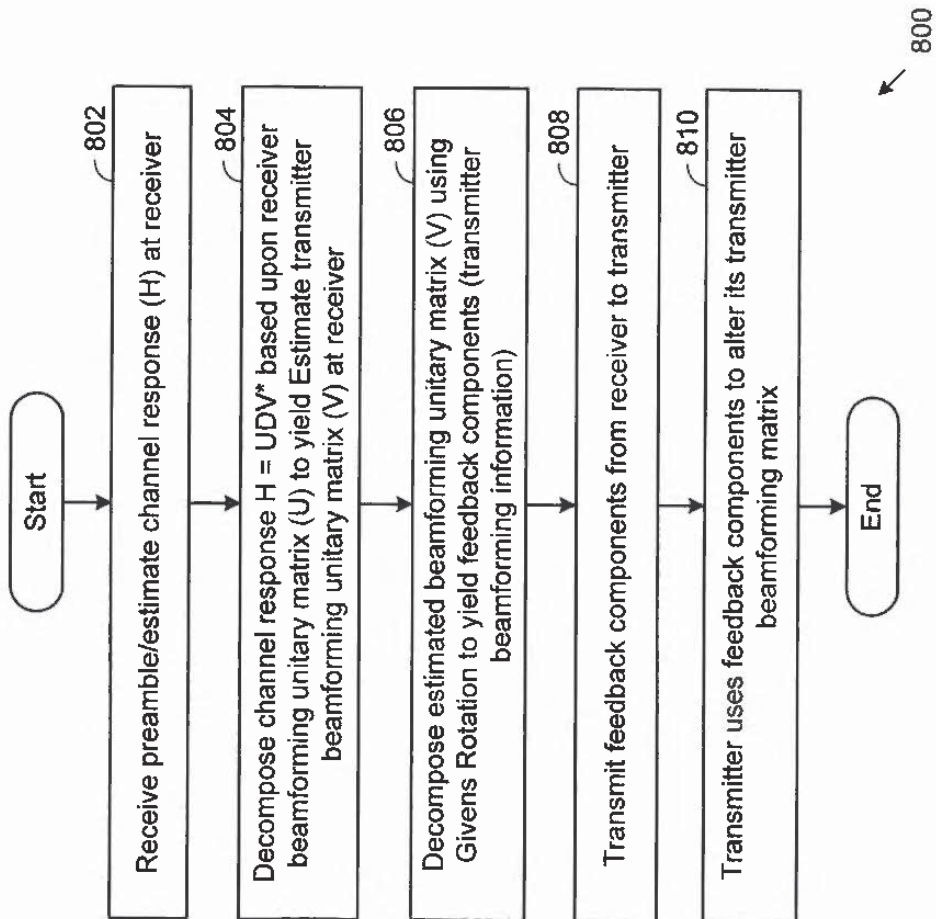 Start
802
Receive preamble/estimate channel response (H) at receiver
804
Decompose channel response H = UDV* based upon receiver
beamforming unitary matrix (U) to yield Estimate transmitter
beamforming unitary matrix (V) at receiver
806
Decompose estimated beamforming unitary matrix (V) using
Givens Rotation to yield feedback components (transmitter
beamforming information)
808
Transmit feedback components from receiver to transmitter
810
Transmitter uses feedback components to alter its transmitter
beamforming matrix
End
800